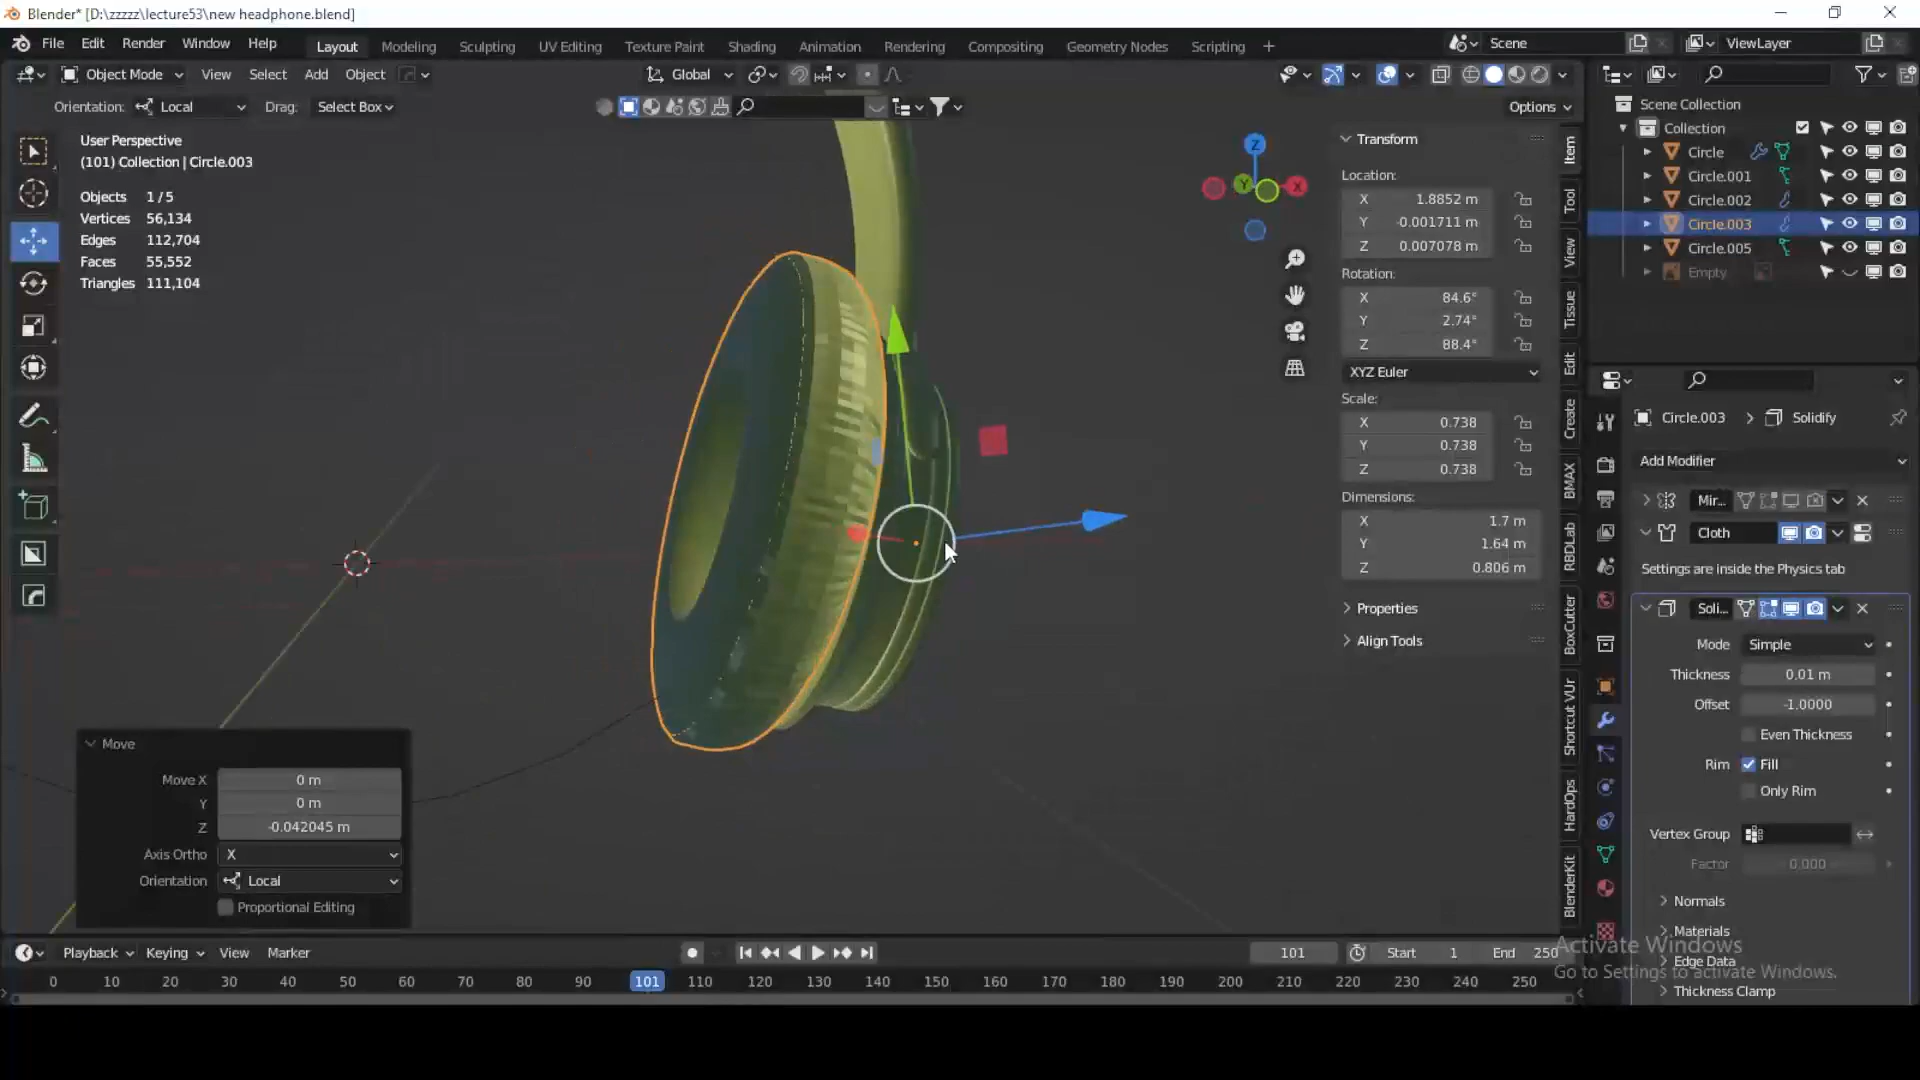 Blender* [D:\zzzzz\lecture53\new headphone.blend]
File Edit Render Window Help
Layout Modeling Sculpting UV Editing Texture Paint Shading Animation Rendering Compositing Geometry Nodes Scripting +
Scene
ViewLayer
Object Mode View Select Add Object
Global
Orientation: Local Drag: Select Box
Options
User Perspective
(101) Collection | Circle.003
Objects 1 / 5
Vertices 56,134
Edges 112,704
Faces 55,552
Triangles 111,104
Z
Y
X
Transform
Location:
X 1.8852 m
Y -0.001711 m
Z 0.007078 m
Rotation:
X 84.6°
Y 2.74°
Z 88.4°
XYZ Euler
Scale:
X 0.738
Y 0.738
Z 0.738
Dimensions:
X 1.7 m
Y 1.64 m
Z 0.806 m
Properties
Align Tools
Item
Tool
View
Tissue
Edit
Create
BMAX
RBDLab
BoxCutter
Shortcut VUr
HardOps
BlenderKit
Scene Collection
Collection
Circle
Circle.001
Circle.002
Circle.003
Circle.005
Empty
Circle.003 > Solidify
Add Modifier
Mir...
Cloth
Settings are inside the Physics tab
Soli...
Mode Simple
Thickness 0.01 m
Offset -1.0000
Even Thickness
Rim Fill
Only Rim
Vertex Group
Factor 0.000
Normals
Materials
Edge Data
Thickness Clamp
Activate Windows
Go to Settings to activate Windows.
Move
Move X 0 m
Y 0 m
Z -0.042045 m
Axis Ortho X
Orientation Local
Proportional Editing
Playback Keying View Marker
101 Start 1 End 250
0 10 20 30 40 50 60 70 80 90 101 110 120 130 140 150 160 170 180 190 200 210 220 230 240 250